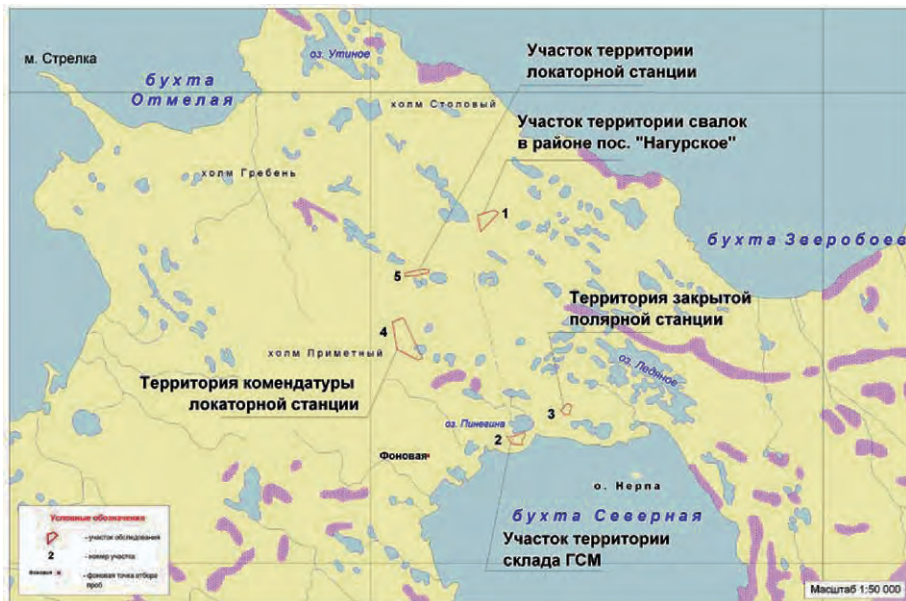 м. Стрелка
бухта
Отмелая
оз. Утиное
холм Столовый
холм Гребень
Участок территории
локаторной станции
Участок территории свалок
в районе пос. "Нагурское"
1
бухта Зверобоев
5
Территория закрытой
полярной станции
4
холм Приметный
оз. Ледяное
Территория комендатуры
локаторной станции
3
оз. Пиневина
2
Фоновая
о. Нерпа
бухта Северная
Участок территории
склада ГСМ
Условные обозначения
- участок обследования
2 - номер участка
Фоновая - фоновая точка отбора
проб
Масштаб 1:50 000